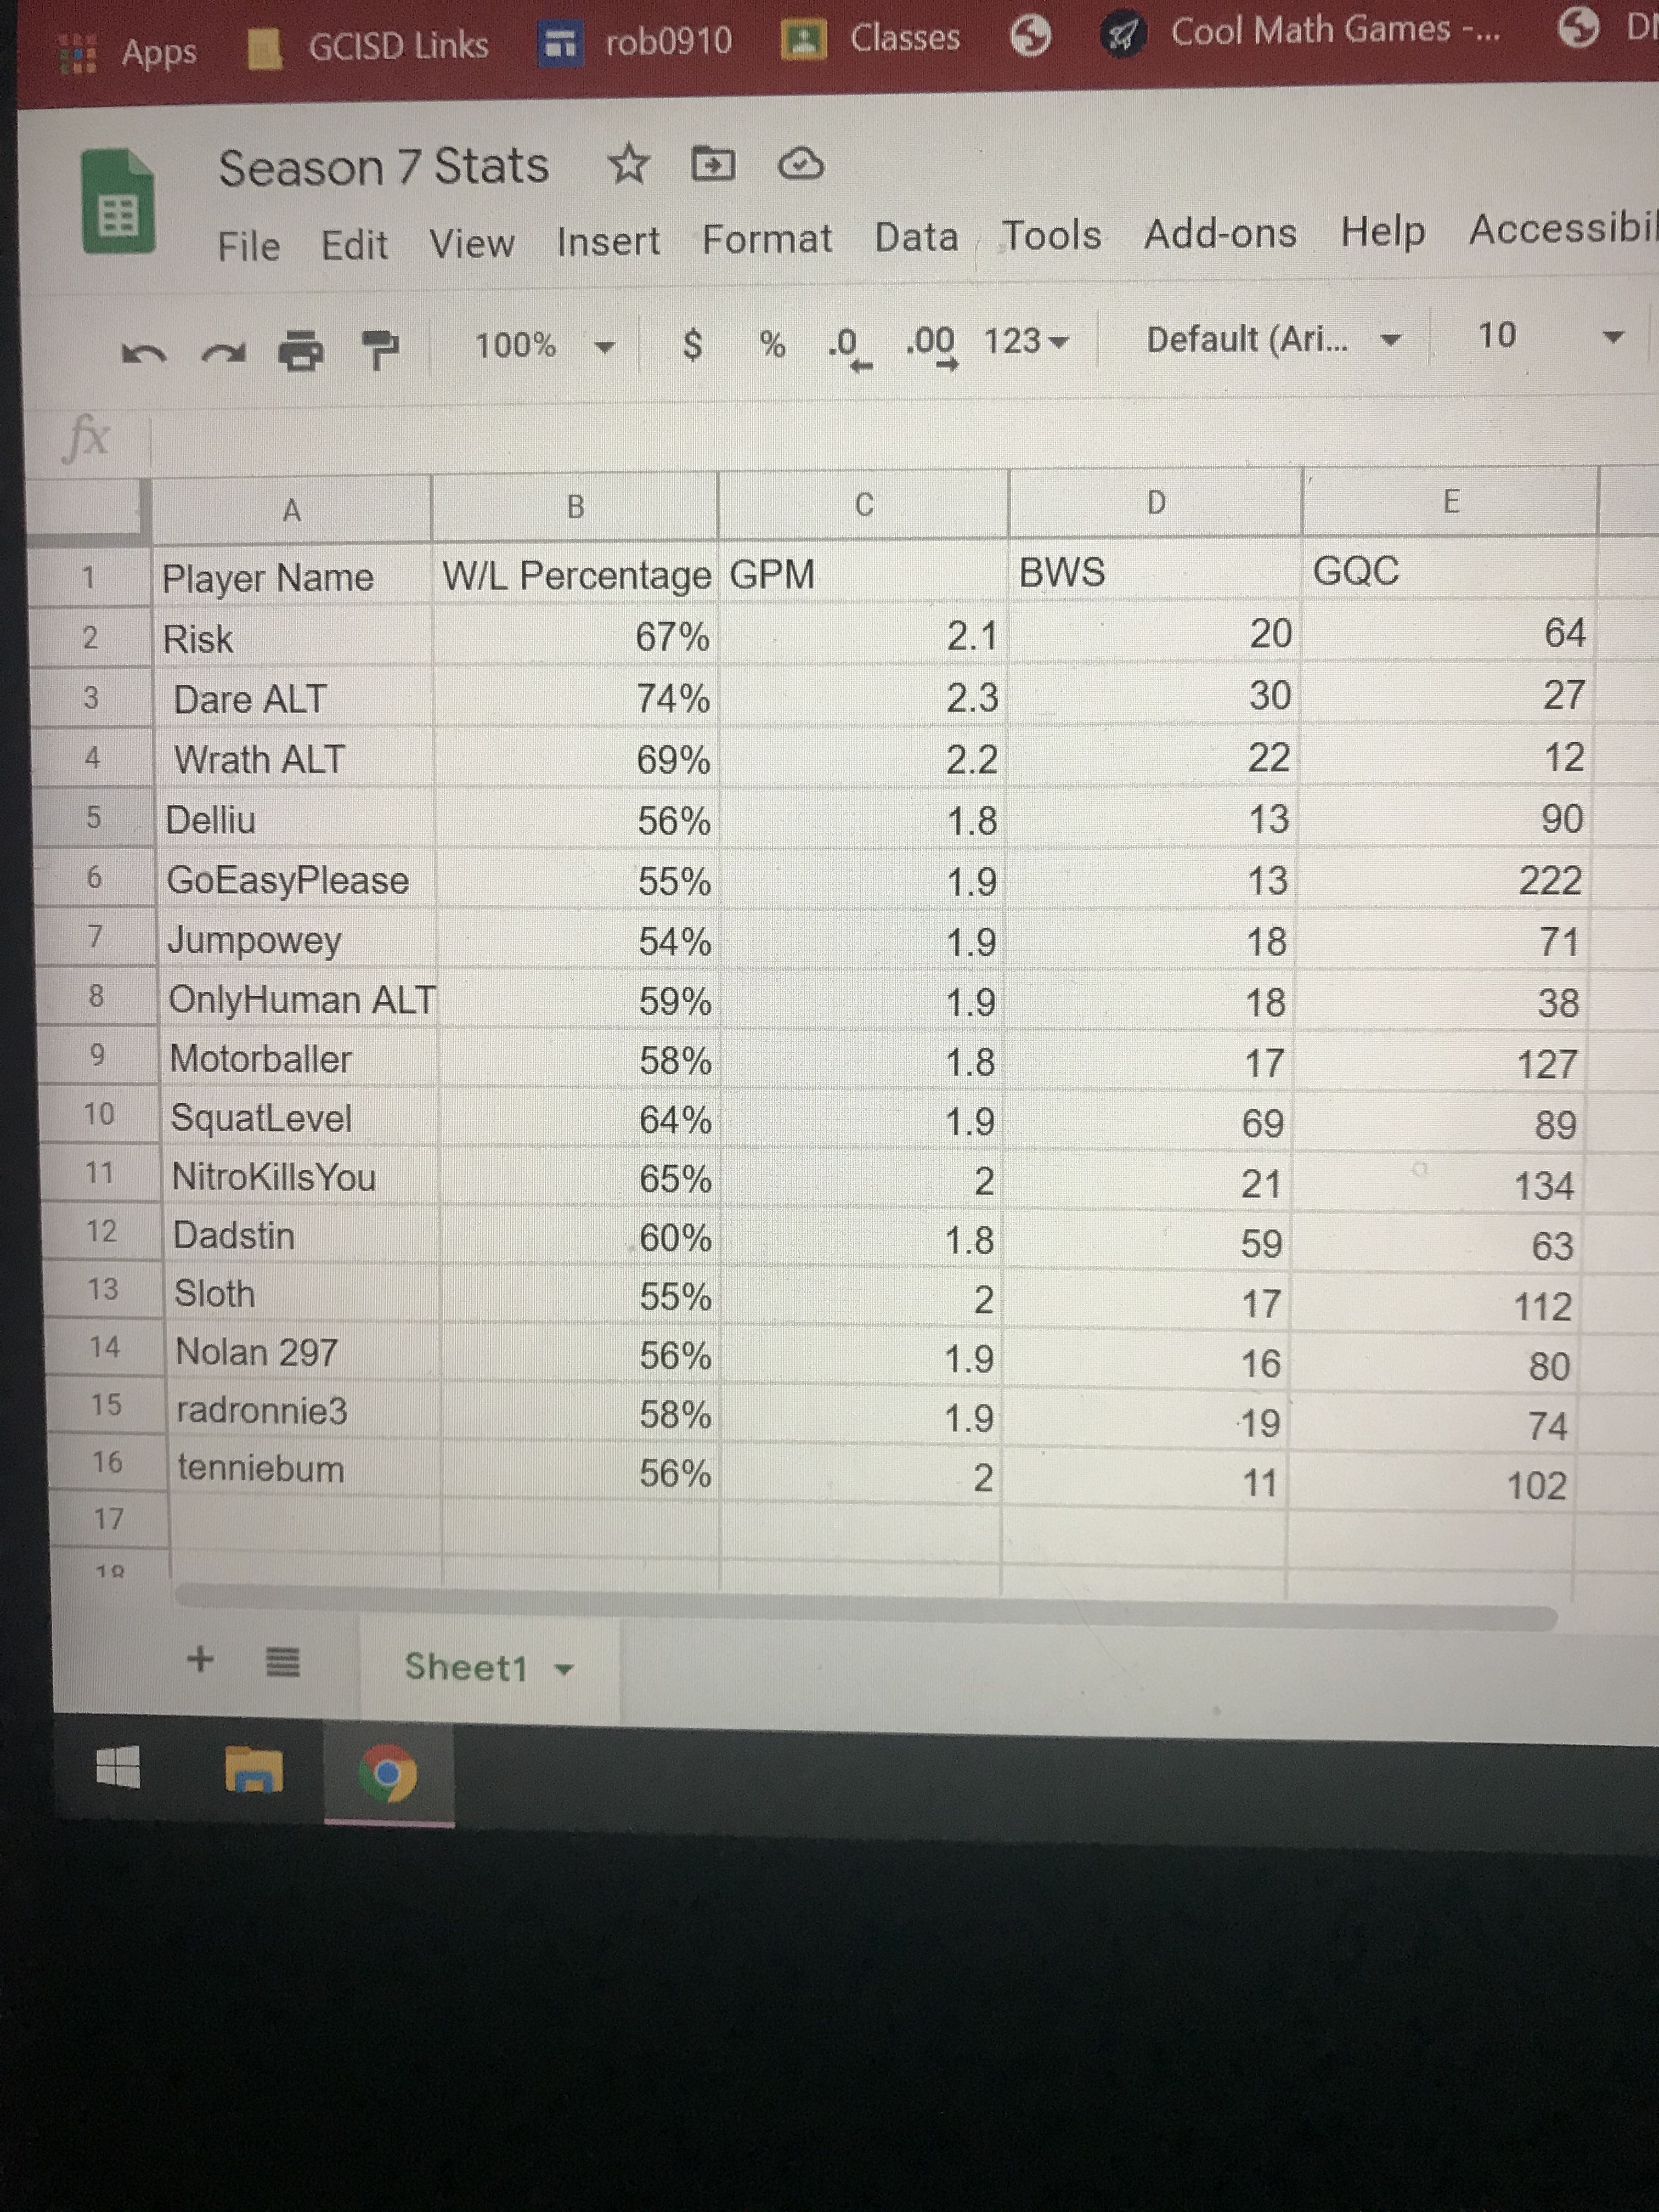 Apps GCISD Links rob0910 Classes Cool Math Games -...
Season 7 Stats
File Edit View Insert Format Data Tools Add-ons Help Accessibil
100% $ % .0 .00 123 Default (Ari... 10
fx
A B C D E
1 Player Name W/L Percentage GPM BWS GQC
2 Risk 67% 2.1 20 64
3 Dare ALT 74% 2.3 30 27
4 Wrath ALT 69% 2.2 22 12
5 Delliu 56% 1.8 13 90
6 GoEasyPlease 55% 1.9 13 222
7 Jumpowey 54% 1.9 18 71
8 OnlyHuman ALT 59% 1.9 18 38
9 Motorballer 58% 1.8 17 127
10 SquatLevel 64% 1.9 69 89
11 NitroKillsYou 65% 2 21 134
12 Dadstin 60% 1.8 59 63
13 Sloth 55% 2 17 112
14 Nolan 297 56% 1.9 16 80
15 radronnie3 58% 1.9 19 74
16 tenniebum 56% 2 11 102
17
18
+ Sheet1